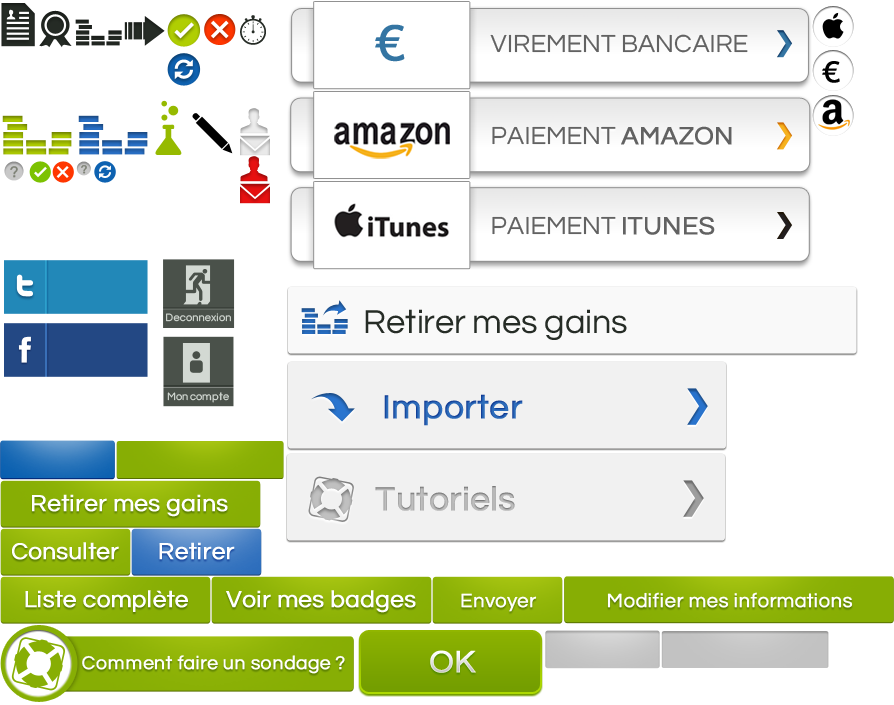 €
VIREMENT BANCAIRE
€
amazon
PAIEMENT AMAZON
a
iTunes
PAIEMENT ITUNES
? ?
t
f
Deconnexion
Mon compte
Retirer mes gains
Importer
Tutoriels
Retirer mes gains
Consulter
Retirer
Liste complète
Voir mes badges
Envoyer
Modifier mes informations
Comment faire un sondage ?
OK